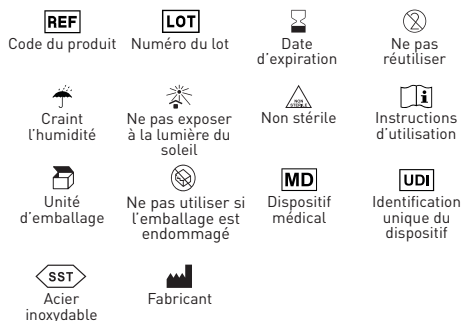 REF
Code du produit
LOT
Numéro du lot
Date
d'expiration
2
Ne pas
réutiliser
Craint
l'humidité
Ne pas exposer
à la lumière du
soleil
NON
STERILE
Non stérile
i
Instructions
d'utilisation
Unité
d'emballage
Ne pas utiliser si
l'emballage est
endommagé
MD
Dispositif
médical
UDI
Identification
unique du
dispositif
SST
Acier
inoxydable
Fabricant